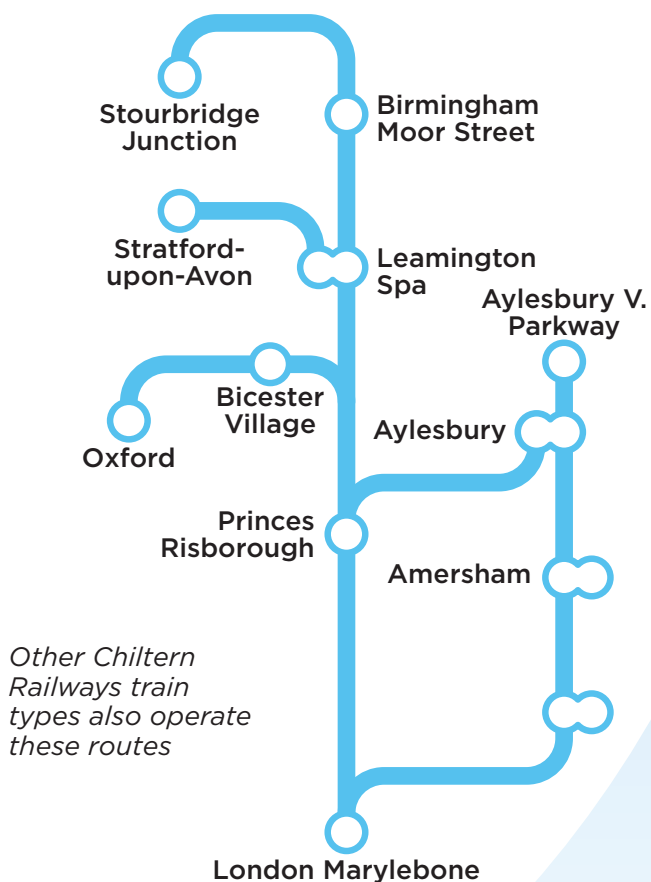 Stourbridge
Junction
Birmingham
Moor Street
Stratford-
upon-Avon
Leamington
Spa
Aylesbury V.
Parkway
Bicester
Village
Oxford
Aylesbury
Princes
Risborough
Amersham
Other Chiltern
Railways train
types also operate
these routes
London Marylebone